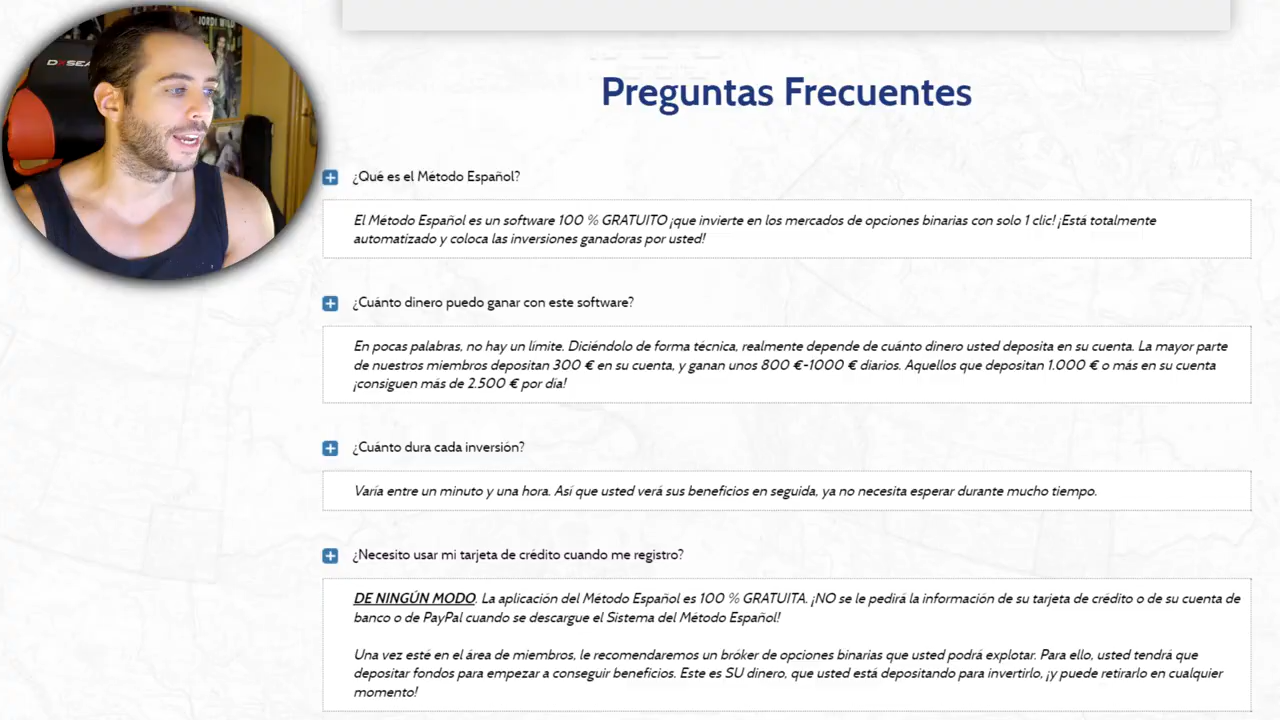 JORDI WILD
Preguntas Frecuentes
¿Qué es el Método Español?
El Método Español es un software 100 % GRATUITO ¡que invierte en los mercados de opciones binarias con solo 1 clic! ¡Está totalmente
automatizado y coloca las inversiones ganadoras por usted!
¿Cuánto dinero puedo ganar con este software?
En pocas palabras, no hay un límite. Diciéndolo de forma técnica, realmente depende de cuánto dinero usted deposita en su cuenta. La mayor parte
de nuestros miembros depositan 300 € en su cuenta, y ganan unos 800 €-1000 € diarios. Aquellos que depositan 1.000 € o más en su cuenta
¡consiguen más de 2.500 € por día!
¿Cuánto dura cada inversión?
Varía entre un minuto y una hora. Así que usted verá sus beneficios en seguida, ya no necesita esperar durante mucho tiempo.
¿Necesito usar mi tarjeta de crédito cuando me registro?
DE NINGÚN MODO. La aplicación del Método Español es 100 % GRATUITA. ¡NO se le pedirá la información de su tarjeta de crédito o de su cuenta de
banco o de PayPal cuando se descargue el Sistema del Método Español!
Una vez esté en el área de miembros, le recomendaremos un bróker de opciones binarias que usted podrá explotar. Para ello, usted tendrá que
depositar fondos para empezar a conseguir beneficios. Este es SU dinero, que usted está depositando para invertirlo, ¡y puede retirarlo en cualquier
momento!